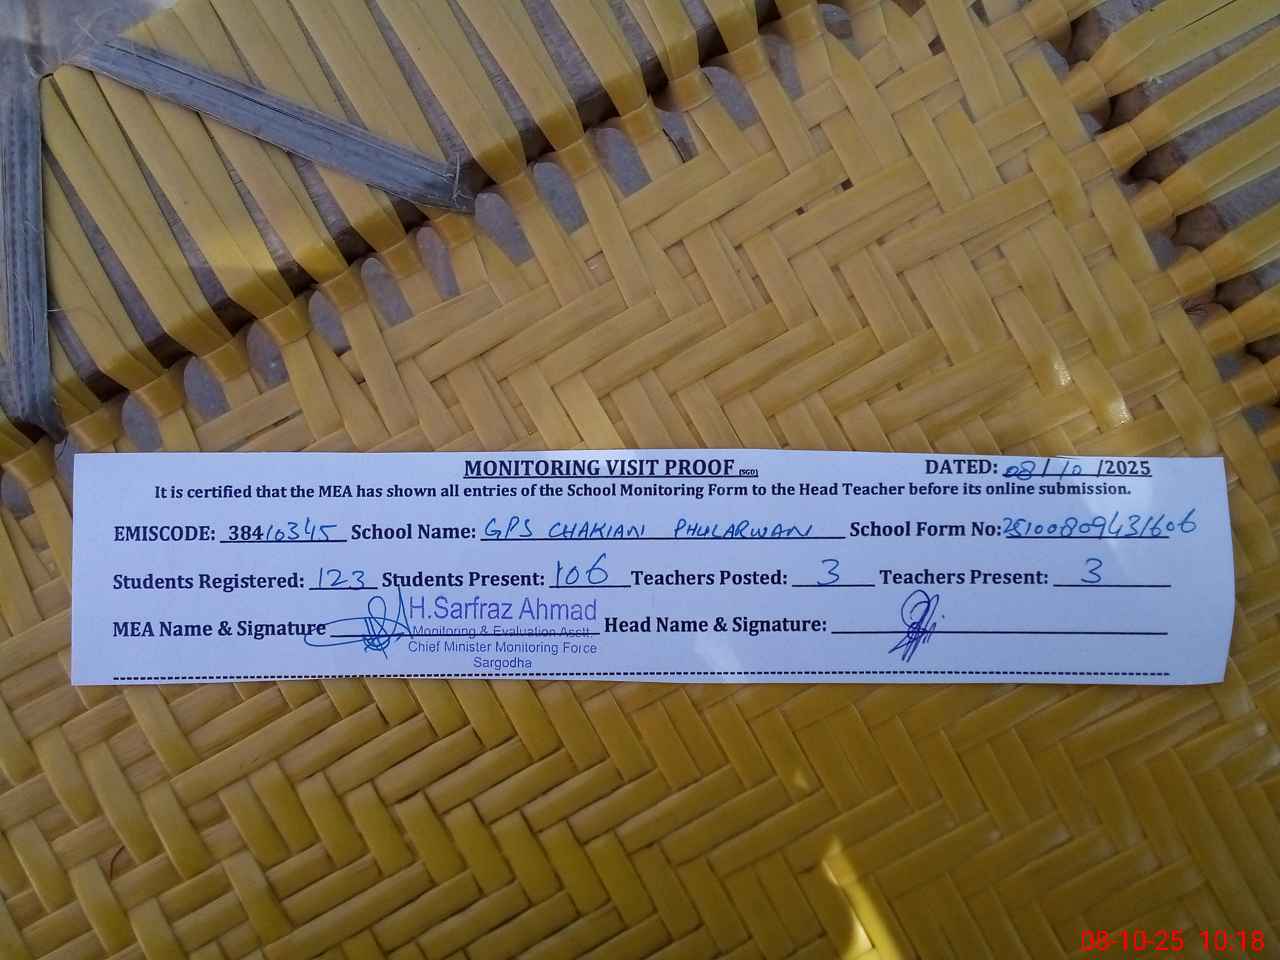 MONITORING VISIT PROOF (SGD) DATED: 08/10/2025
It is certified that the MEA has shown all entries of the School Monitoring Form to the Head Teacher before its online submission.
EMISCODE: 38410345 School Name: GPS CHAKIAN PHULARWAN School Form No: 25100809431606
Students Registered: 123 Students Present: 106 Teachers Posted: 3 Teachers Present: 3
MEA Name & Signature H.Sarfraz Ahmad Head Name & Signature:
Monitoring & Evaluation Asstt.
Chief Minister Monitoring Force
Sargodha
08-10-25 10:18